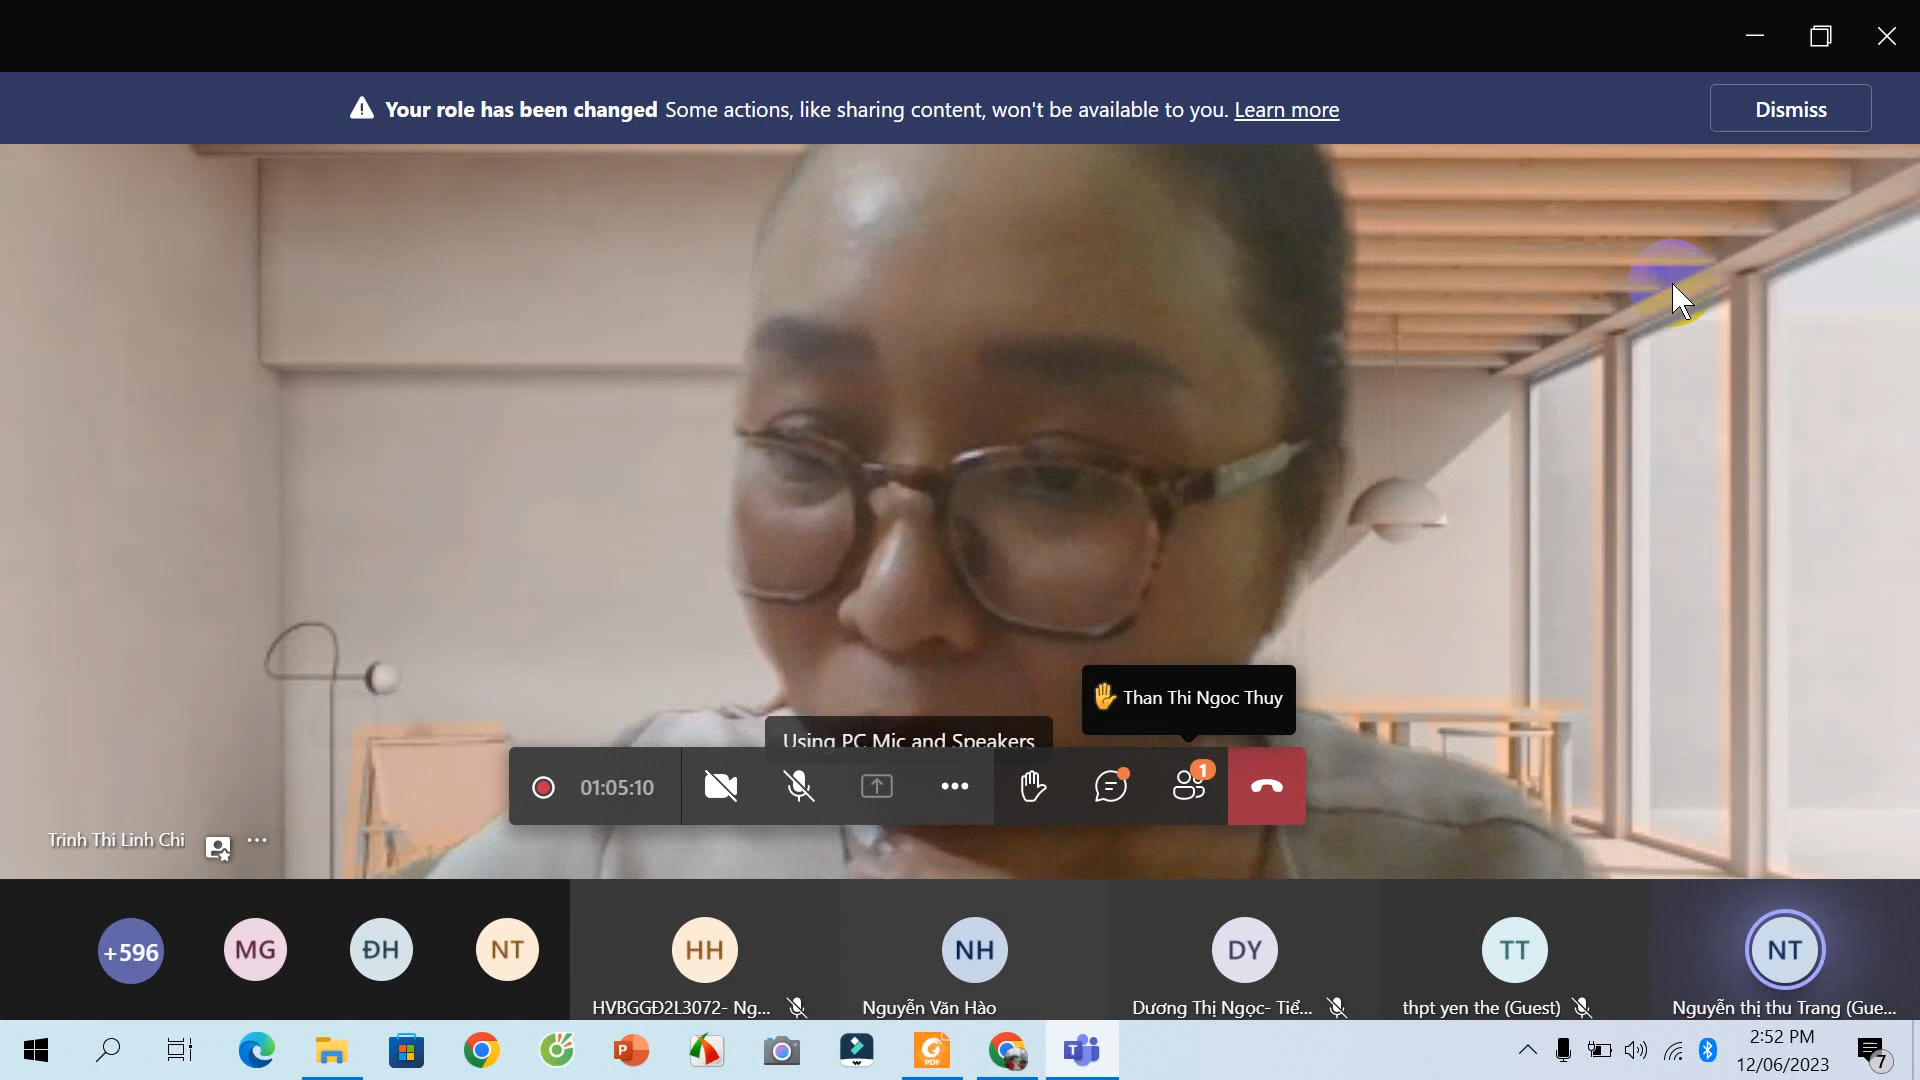 Your role has been changed Some actions, like sharing content, won't be available to you. Learn more
Dismiss
Than Thi Ngoc Thuy
Using PC Mic and Speakers
01:05:10
1
Trinh Thi Linh Chi
+596
MG
ĐH
NT
HH
NH
DY
TT
NT
HVBGGĐ2L3072- Ng...
Nguyễn Văn Hào
Dương Thị Ngọc- Tiể...
thpt yen the (Guest)
Nguyễn thị thu Trang (Gue...
2:52 PM
12/06/2023
7